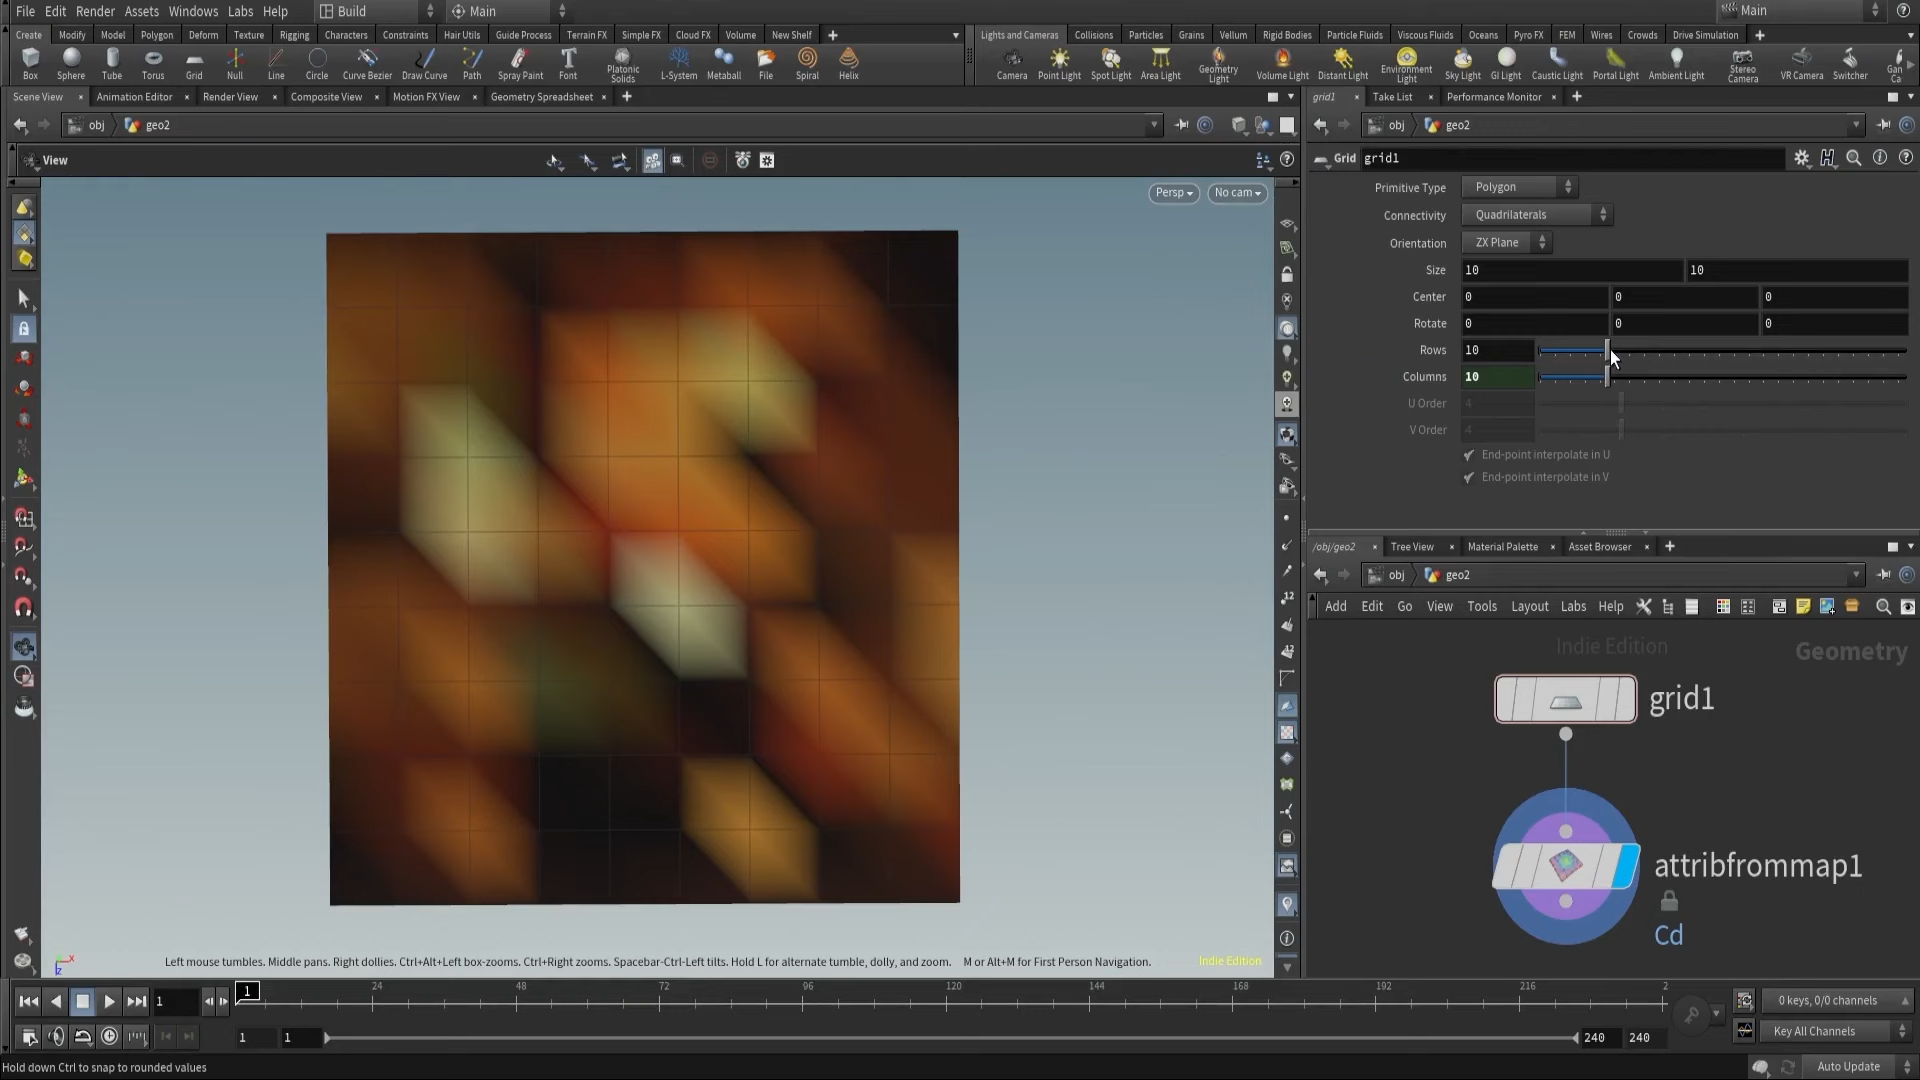 File Edit Render Assets Windows Labs Help Build Main Main
Create Modify Model Polygon Deform Texture Rigging Characters Constraints Hair Utils Guide Process Terrain FX Simple FX Cloud FX Volume New Shelf
Lights and Cameras Collisions Particles Grains Vellum Rigid Bodies Particle Fluids Viscous Fluids Oceans Pyro FX FEM Wires Crowds Drive Simulation
Box Sphere Tube Torus Grid Null Line Circle Curve Bezier Draw Curve Path Spray Paint Font Platonic Solids L-System Metaball File Spiral Helix
Camera Point Light Spot Light Area Light Geometry Light Volume Light Distant Light Environment Light Sky Light GI Light Caustic Light Portal Light Ambient Light Stereo Camera VR Camera Switcher Gan Ca
Scene View Animation Editor Render View Composite View Motion FX View Geometry Spreadsheet
grid1 Take List Performance Monitor
obj geo2
obj geo2
View
Persp No cam
Grid grid1
Primitive Type Polygon
Connectivity Quadrilaterals
Orientation ZX Plane
Size 10 10
Center 0 0 0
Rotate 0 0 0
Rows 10
Columns 10
U Order 4
V Order 4
End-point interpolate in U
End-point interpolate in V
/obj/geo2 Tree View Material Palette Asset Browser
obj geo2
Add Edit Go View Tools Layout Labs Help
Indie Edition Geometry
grid1
attribfrommap1
Cd
12
12
x
z
Left mouse tumbles. Middle pans. Right dollies. Ctrl+Alt+Left box-zooms. Ctrl+Right zooms. Spacebar-Ctrl-Left tilts. Hold L for alternate tumble, dolly, and zoom. M or Alt+M for First Person Navigation.
Indie Edition
1 1 24 48 72 96 120 144 168 192 216 2
0 keys, 0/0 channels
1 1 240 240
Key All Channels
Hold down Ctrl to snap to rounded values
Auto Update